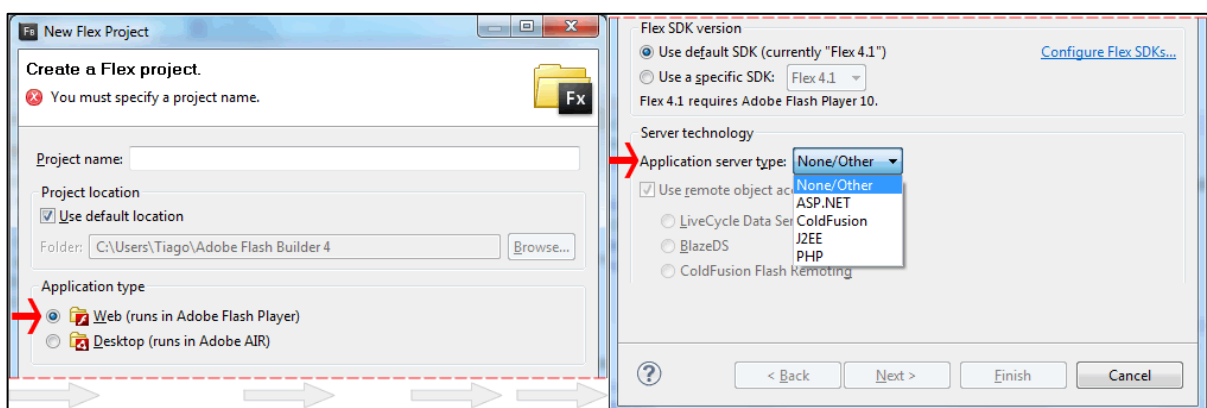 FB New Flex Project
Create a Flex project.
You must specify a project name.
Fx
Project name:
Project location
Use default location
Folder: C:\Users\Tiago\Adobe Flash Builder 4 Browse...
Application type
Web (runs in Adobe Flash Player)
Desktop (runs in Adobe AIR)
Flex SDK version
Use default SDK (currently "Flex 4.1") Configure Flex SDKs...
Use a specific SDK: Flex 4.1
Flex 4.1 requires Adobe Flash Player 10.
Server technology
Application server type: None/Other
Use remote object None/Other
ASP.NET
LiveCycle Data ColdFusion
J2EE
BlazeDS
PHP
ColdFusion Flash Remoting
? < Back Next > Finish Cancel